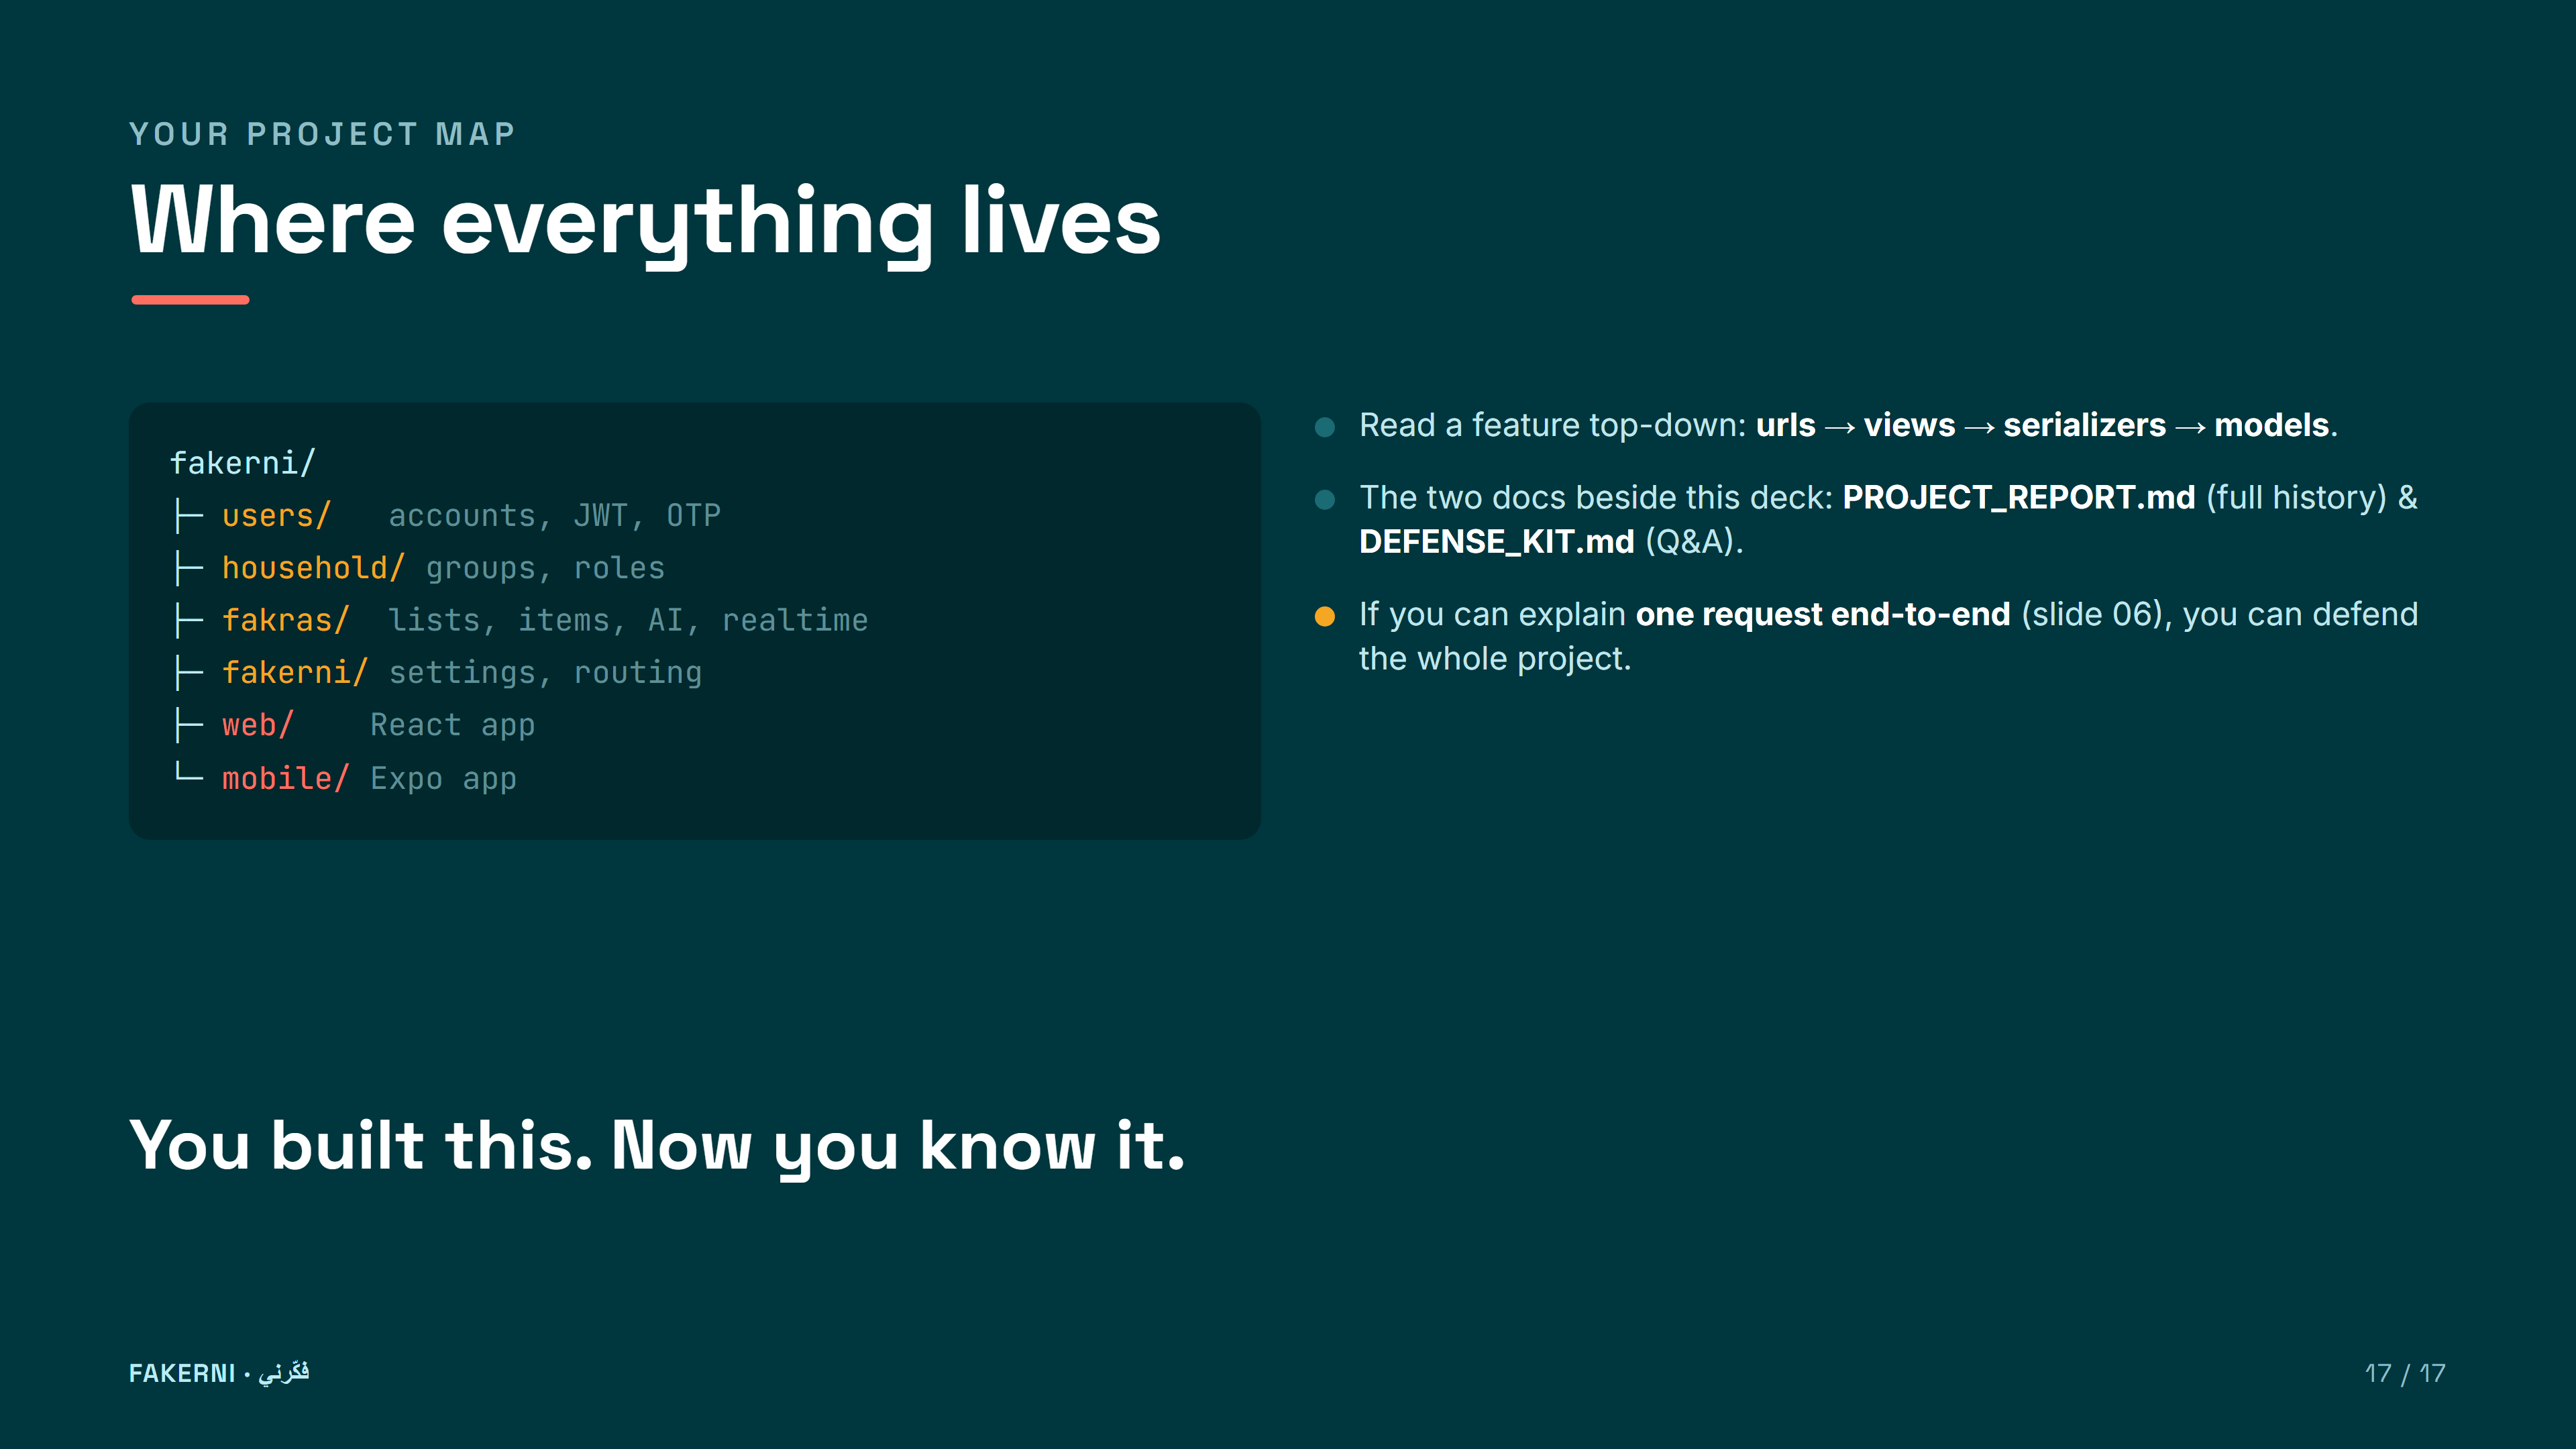 YOUR PROJECT MAP
Where everything lives
fakerni/
├─ users/   accounts, JWT, OTP
├─ household/ groups, roles
├─ fakras/  lists, items, AI, realtime
├─ fakerni/ settings, routing
├─ web/    React app
└─ mobile/ Expo app
Read a feature top-down: urls → views → serializers → models.
The two docs beside this deck: PROJECT_REPORT.md (full history) &
DEFENSE_KIT.md (Q&A).
If you can explain one request end-to-end (slide 06), you can defend
the whole project.
You built this. Now you know it.
FAKERNI · فكّرني
17 / 17